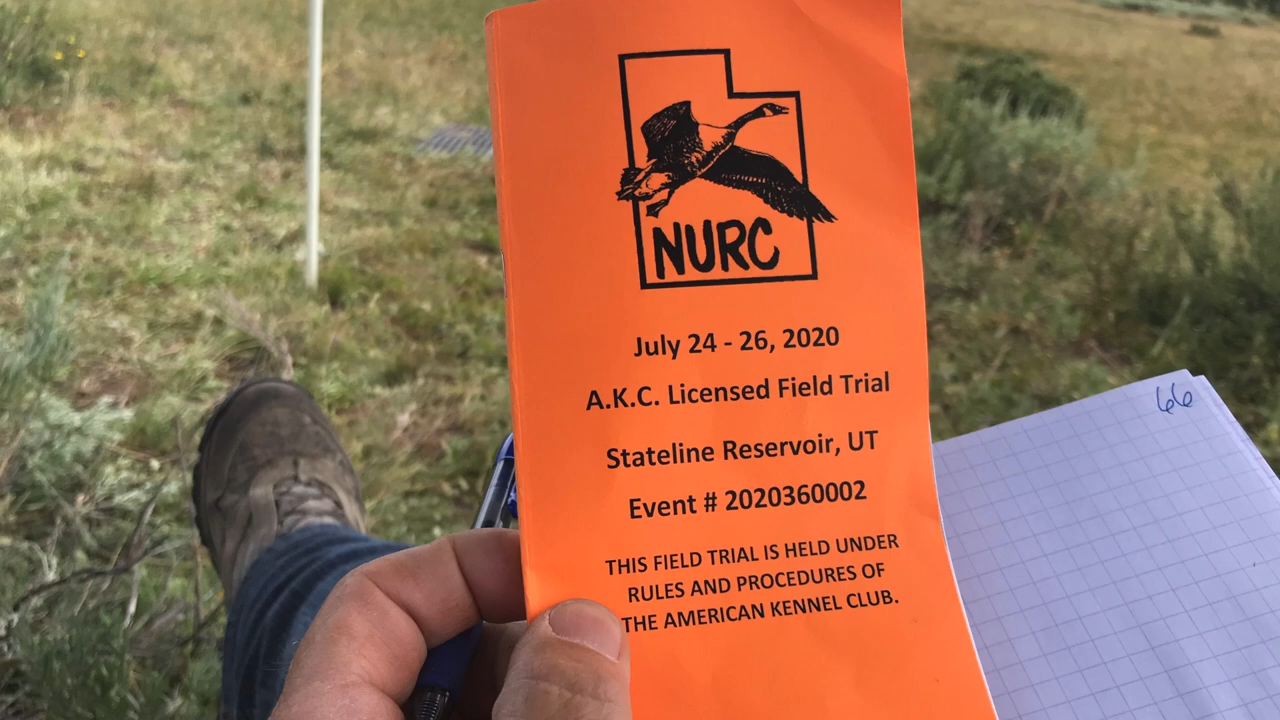 NURC
July 24 - 26, 2020
A.K.C. Licensed Field Trial
Stateline Reservoir, UT
Event # 2020360002
THIS FIELD TRIAL IS HELD UNDER
RULES AND PROCEDURES OF
THE AMERICAN KENNEL CLUB.
66